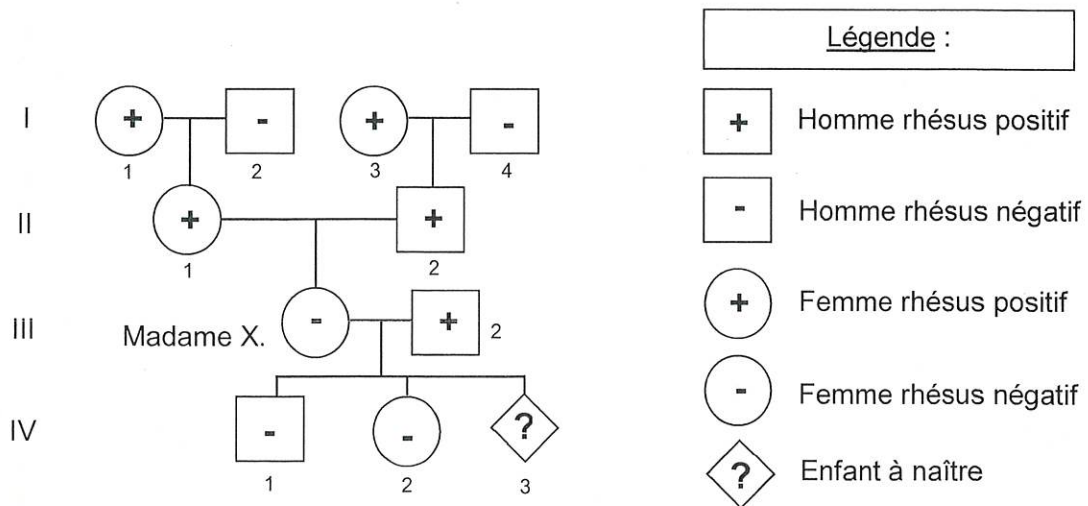 Légende :
I
+ - + -
1 2 3 4
II
+ +
1 2
III
Madame X. - + 2
IV
- - ?
1 2 3
+ Homme rhésus positif
- Homme rhésus négatif
+ Femme rhésus positif
- Femme rhésus négatif
? Enfant à naître